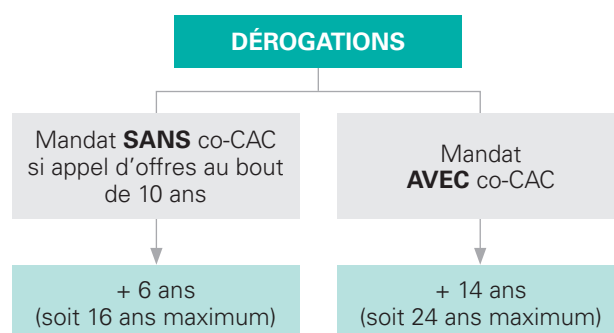 DÉROGATIONS
Mandat SANS co-CAC
si appel d'offres au bout
de 10 ans
Mandat
AVEC co-CAC
+ 6 ans
(soit 16 ans maximum)
+ 14 ans
(soit 24 ans maximum)